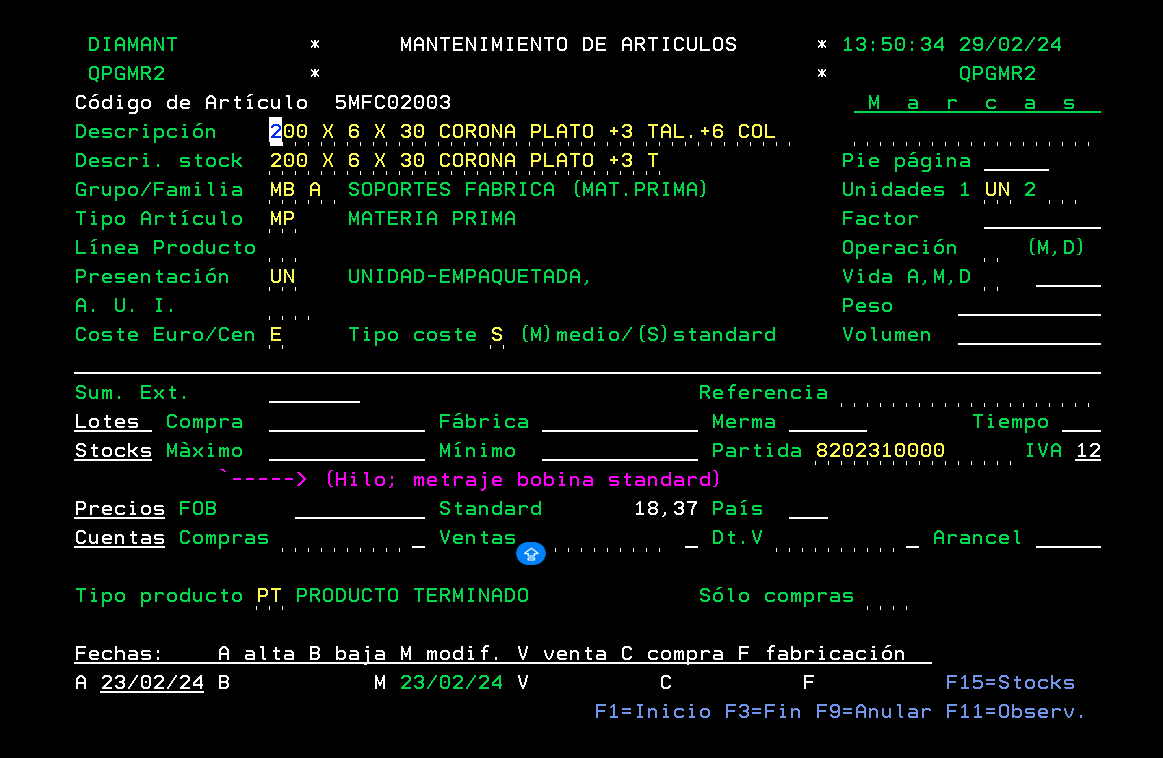 DIAMANT * MANTENIMIENTO DE ARTICULOS * 13:50:34 29/02/24
QPGMR2 * * QPGMR2
Código de Artículo 5MFC02003 M a r c a s
Descripción 200 X 6 X 30 CORONA PLATO +3 TAL.+6 COL
Descri. stock 200 X 6 X 30 CORONA PLATO +3 T Pie página
Grupo/Familia MB A SOPORTES FABRICA (MAT.PRIMA) Unidades 1 UN 2
Tipo Artículo MP MATERIA PRIMA Factor
Línea Producto Operación (M,D)
Presentación UN UNIDAD-EMPAQUETADA, Vida A,M,D
A. U. I. Peso
Coste Euro/Cen E Tipo coste S (M)medio/(S)standard Volumen
Sum. Ext. Referencia
Lotes Compra Fábrica Merma Tiempo
Stocks Màximo Mínimo Partida 8202310000 IVA 12
`-----> (Hilo; metraje bobina standard)
Precios FOB Standard 18,37 País
Cuentas Compras Ventas Dt.V Arancel
Tipo producto PT PRODUCTO TERMINADO Sólo compras
Fechas: A alta B baja M modif. V venta C compra F fabricación
A 23/02/24 B M 23/02/24 V C F F15=Stocks
F1=Inicio F3=Fin F9=Anular F11=Observ.